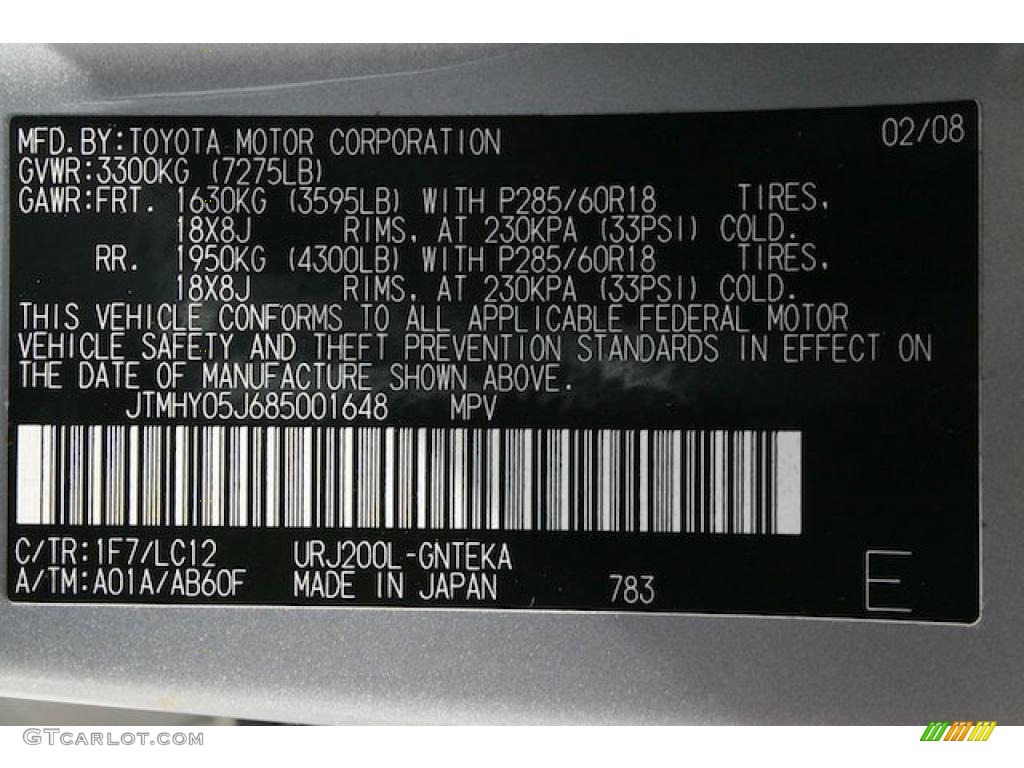 MFD.BY:TOYOTA MOTOR CORPORATION 02/08
GVWR:3300KG (7275LB)
GAWR:FRT. 1630KG (3595LB) WITH P285/60R18 TIRES,
18X8J RIMS, AT 230KPA (33PSI) COLD.
RR. 1950KG (4300LB) WITH P285/60R18 TIRES,
18X8J RIMS, AT 230KPA (33PSI) COLD.
THIS VEHICLE CONFORMS TO ALL APPLICABLE FEDERAL MOTOR
VEHICLE SAFETY AND THEFT PREVENTION STANDARDS IN EFFECT ON
THE DATE OF MANUFACTURE SHOWN ABOVE.
JTMHY05J685001648 MPV
C/TR:1F7/LC12 URJ200L-GNTEKA
A/TM:A01A/AB60F MADE IN JAPAN 783 E
GTCarLot.com